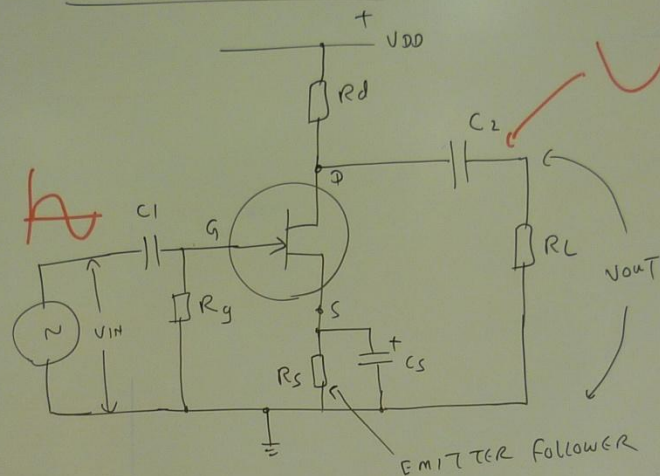 +
VDD
Rd
C2
D
C1
G
RL
VOUT
Rg
~
VIN
S
+
Rs
Cs
EMITTER FOLLOWER